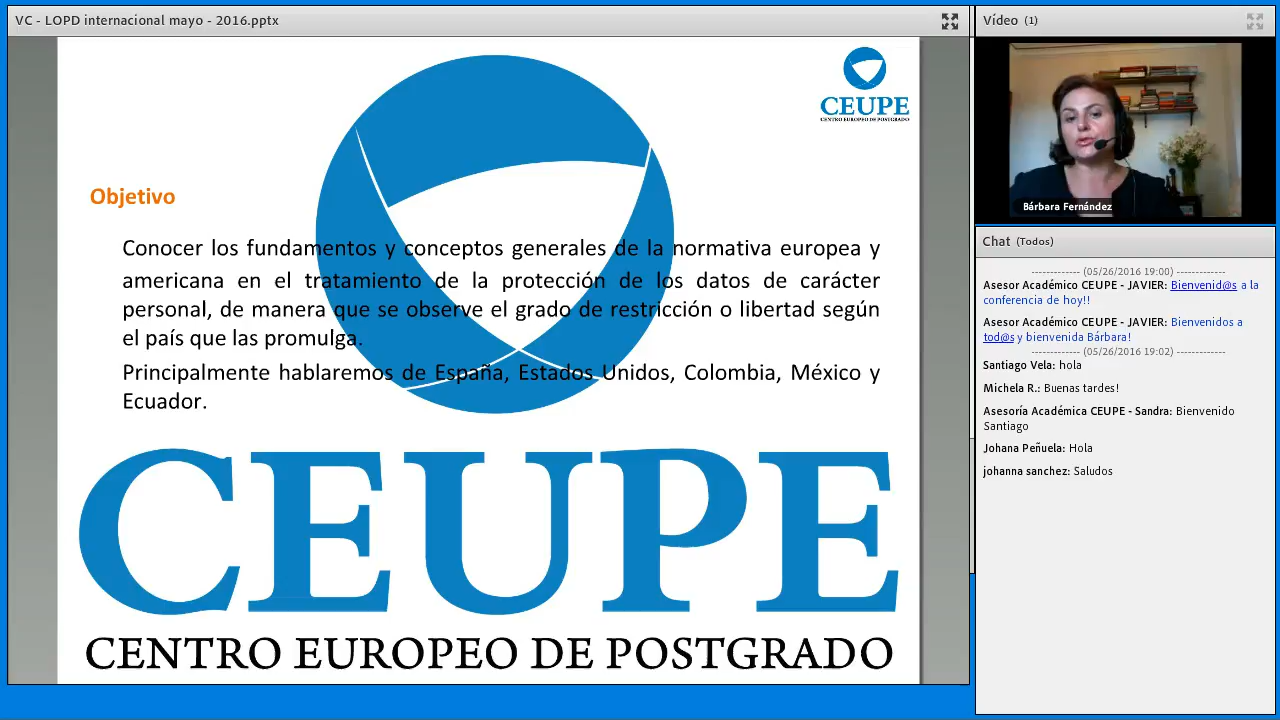 VC - LOPD internacional mayo - 2016.pptx
CEUPE
CENTRO EUROPEO DE POSTGRADO
Objetivo
Conocer los fundamentos y conceptos generales de la normativa europea y
americana en el tratamiento de la protección de los datos de carácter
personal, de manera que se observe el grado de restricción o libertad según
el país que las promulga.
Principalmente hablaremos de España, Estados Unidos, Colombia, México y
Ecuador.
CEUPE
CENTRO EUROPEO DE POSTGRADO
Vídeo (1)
Bárbara Fernández
Chat (Todos)
------------- (05/26/2016 19:00) -------------
Asesor Académico CEUPE - JAVIER: Bienvenid@s a la
conferencia de hoy!!
Asesor Académico CEUPE - JAVIER: Bienvenidos a
tod@s y bienvenida Bárbara!
------------- (05/26/2016 19:02) -------------
Santiago Vela: hola
Michela R.: Buenas tardes!
Asesoría Académica CEUPE - Sandra: Bienvenido
Santiago
Johana Peñuela: Hola
johanna sanchez: Saludos